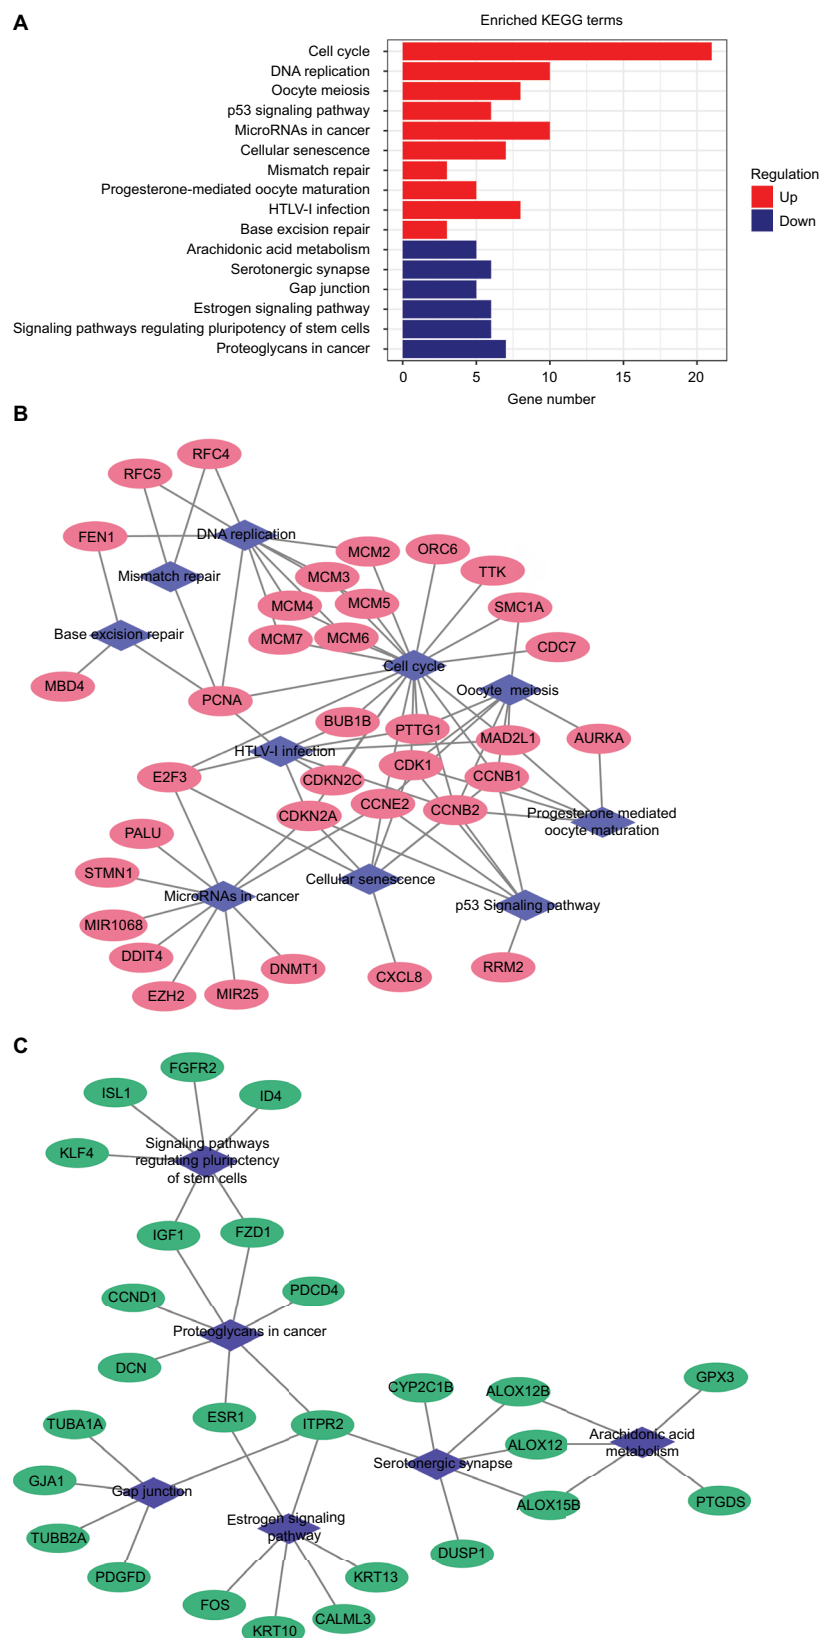 A
Enriched KEGG terms
Cell cycle
DNA replication
Oocyte meiosis
p53 signaling pathway
MicroRNAs in cancer
Cellular senescence
Mismatch repair
Progesterone-mediated oocyte maturation
HTLV-I infection
Base excision repair
Arachidonic acid metabolism
Serotonergic synapse
Gap junction
Estrogen signaling pathway
Signaling pathways regulating pluripotency of stem cells
Proteoglycans in cancer
Regulation
Up
Down
0 5 10 15 20
Gene number
B
RFC4
RFC5
FEN1
DNA replication
MCM2
ORC6
Mismatch repair
MCM3
TTK
MCM4
MCM5
SMC1A
Base excision repair
MCM7
MCM6
CDC7
Cell cycle
MBD4
PCNA
Oocyte meiosis
BUB1B
PTTG1
MAD2L1
AURKA
HTLV-I infection
E2F3
CDKN2C
CDK1
CCNB1
CDKN2A
CCNE2
CCNB2
Progesterone mediated
oocyte maturation
PALU
STMN1
MicroRNAs in cancer
Cellular senescence
p53 Signaling pathway
MIR1068
DDIT4
DNMT1
CXCL8
RRM2
EZH2
MIR25
C
FGFR2
ISL1
ID4
KLF4
Signaling pathways
regulating pluripctency
of stem cells
IGF1
FZD1
CCND1
PDCD4
Proteoglycans in cancer
DCN
CYP2C1B
ALOX12B
GPX3
TUBA1A
ESR1
ITPR2
Arachidonic acid
metabolism
ALOX12
Serotonergic synapse
GJA1
Gap junction
ALOX15B
PTGDS
Estrogen signaling
pathway
TUBB2A
DUSP1
PDGFD
KRT13
FOS
CALML3
KRT10